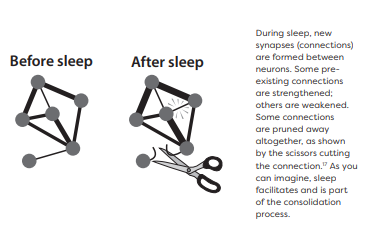 Before sleep
After sleep
During sleep, new
synapses (connections)
are formed between
neurons. Some pre-
existing connections
are strengthened;
others are weakened.
Some connections
are pruned away
altogether, as shown
by the scissors cutting
the connection.17 As you
can imagine, sleep
facilitates and is part
of the consolidation
process.